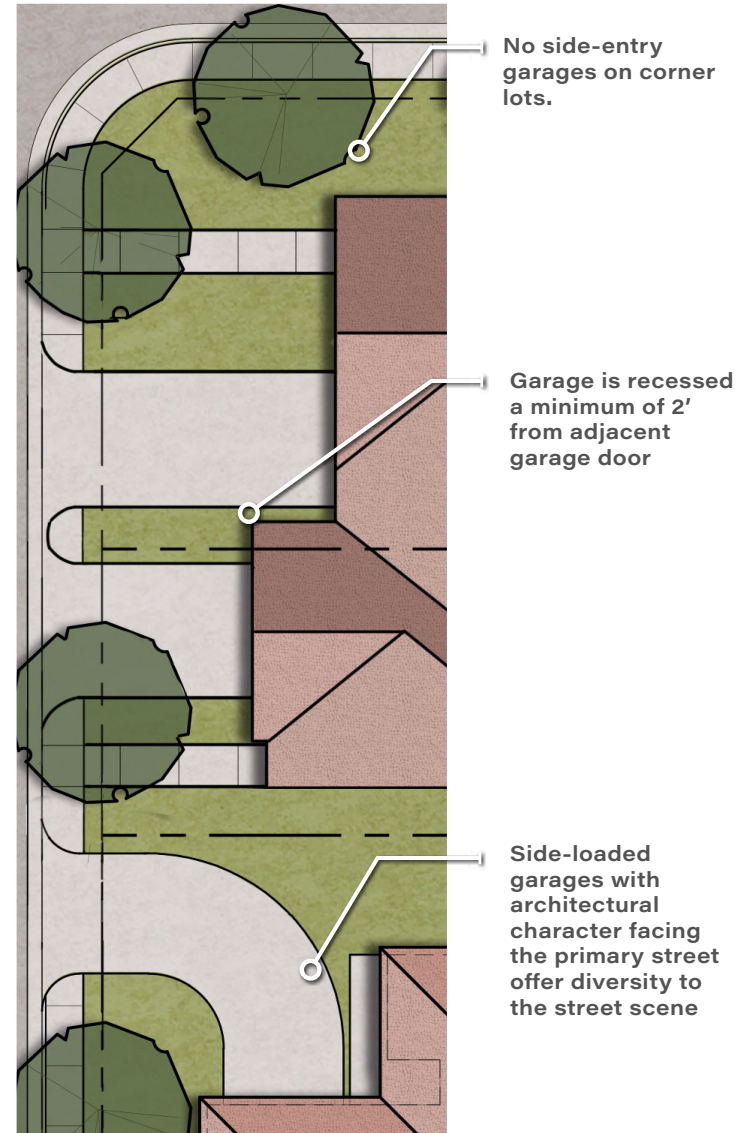 No side-entry
garages on corner
lots.
Garage is recessed
a minimum of 2’
from adjacent
garage door
Side-loaded
garages with
architectural
character facing
the primary street
offer diversity to
the street scene